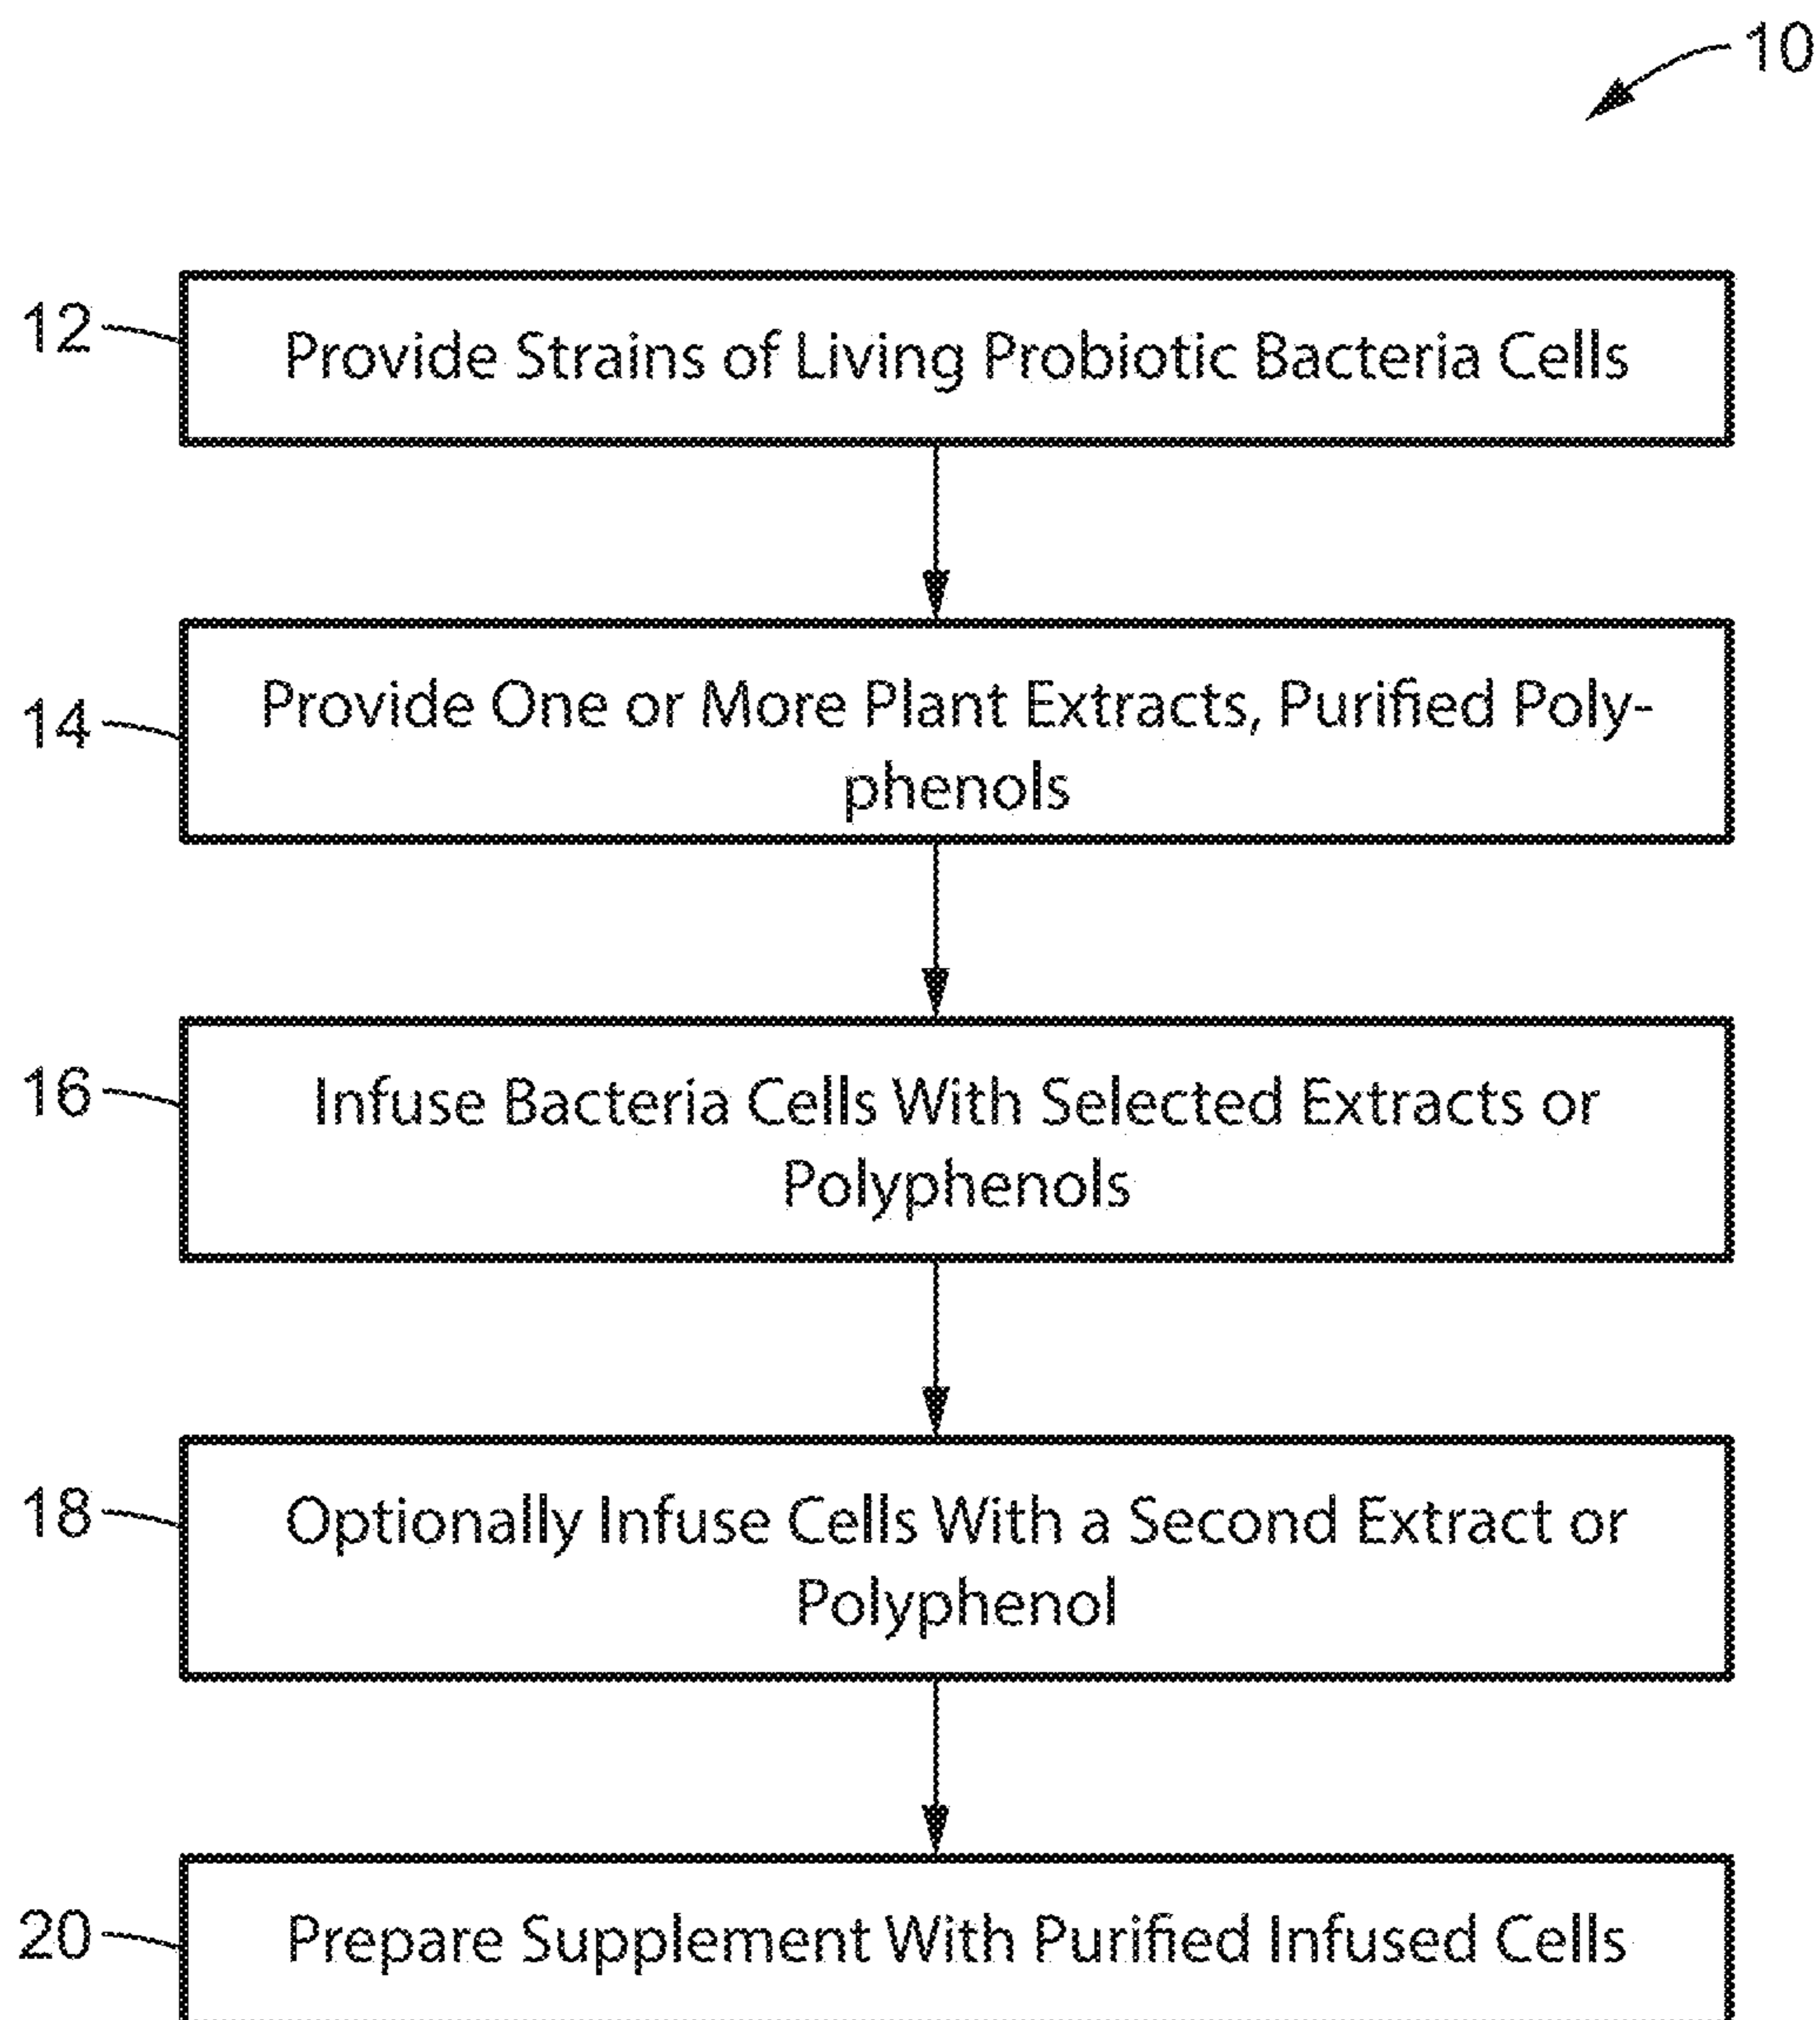 10
12
Provide Strains of Living Probiotic Bacteria Cells
14
Provide One or More Plant Extracts, Purified Poly-
phenols
16
Infuse Bacteria Cells With Selected Extracts or
Polyphenols
18
Optionally Infuse Cells With a Second Extract or
Polyphenol
20
Prepare Supplement With Purified Infused Cells